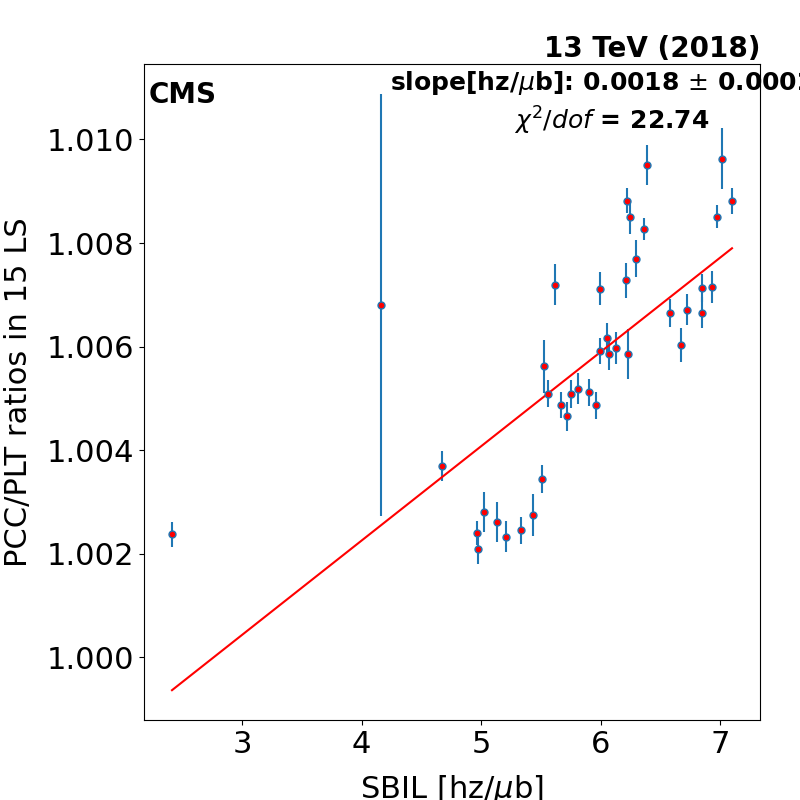 13 TeV (2018)
CMS
slope[hz/μb]: 0.0018 ±
χ²/dof = 22.74
PCC/PLT ratios in 15 LS
1.010
1.008
1.006
1.004
1.002
1.000
3 4 5 6 7
SBIL [hz/μb]